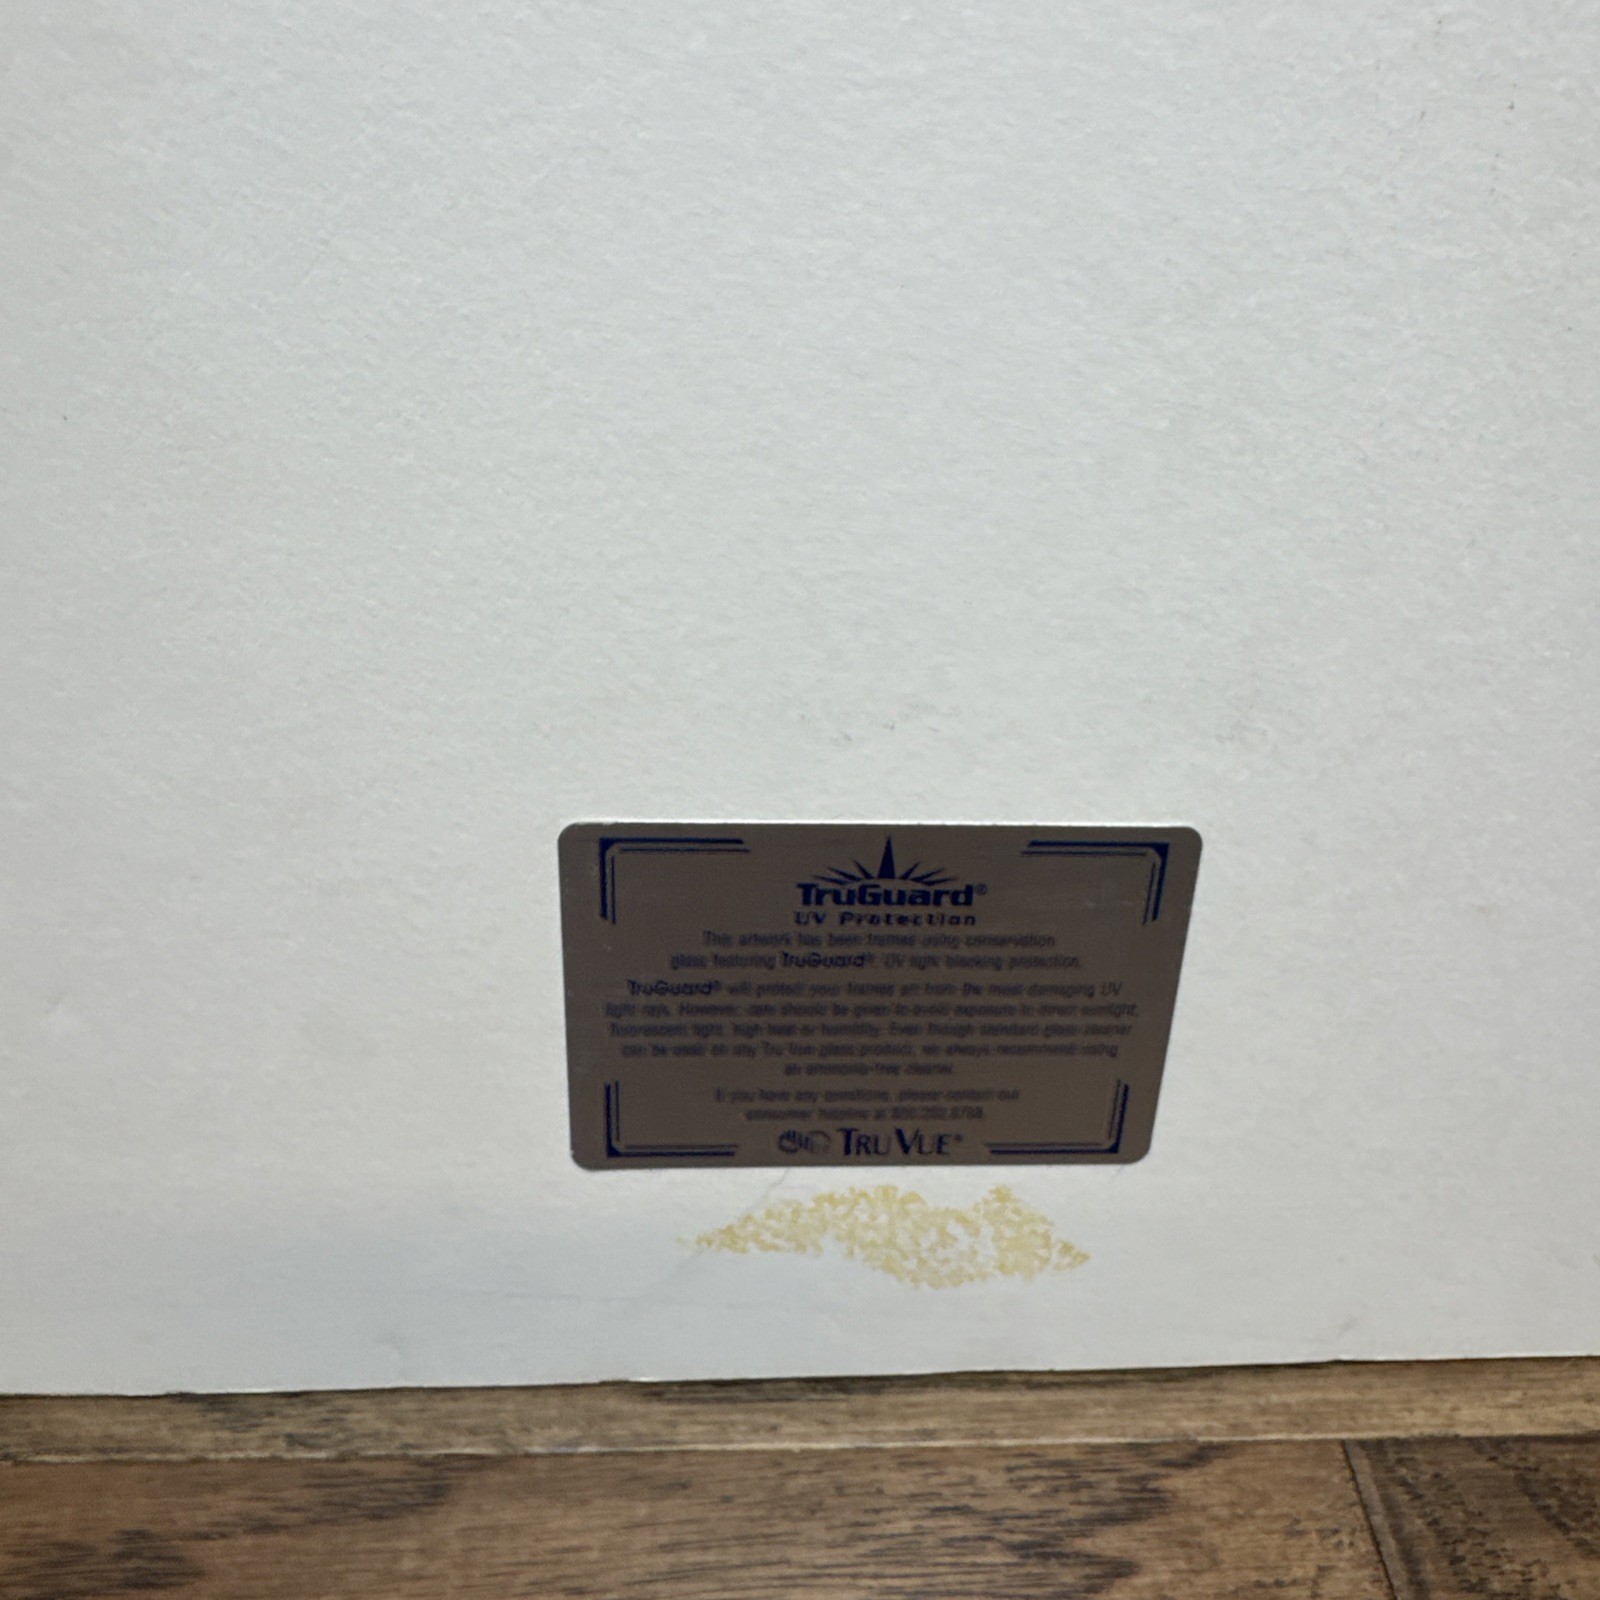 TruGuard®
UV Protection
This artwork has been frames using conservation
glass featuring TruGuard®, UV light blocking protection.
TruGuard® will protect your frames art from the most damaging UV
light rays. However, care should be given to avoid exposure to direct sunlight,
fluorescent light, high heat or humidity. Even though standard glass cleaner
can be used on any Tru Vue glass product, we always recommend using
an ammonia-free cleaner.
If you have any questions, please contact our
consumer helpline at
TRU VUE®